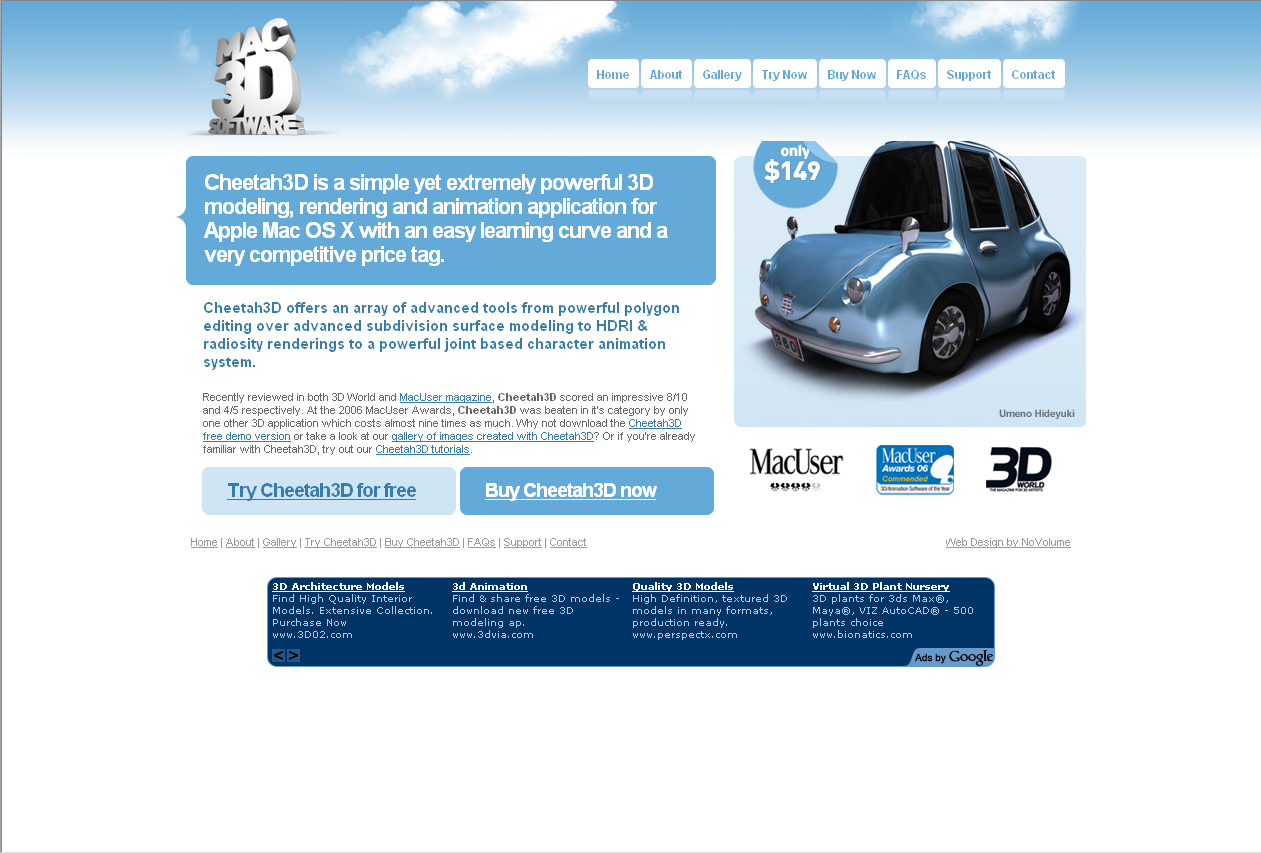 MAC
3D
SOFTWARE
Home
About
Gallery
Try Now
Buy Now
FAQs
Support
Contact
Cheetah3D is a simple yet extremely powerful 3D
modeling, rendering and animation application for
Apple Mac OS X with an easy learning curve and a
very competitive price tag.
only
$149
360
Umeno Hideyuki
Cheetah3D offers an array of advanced tools from powerful polygon
editing over advanced subdivision surface modeling to HDRI &
radiosity renderings to a powerful joint based character animation
system.
Recently reviewed in both 3D World and MacUser magazine, Cheetah3D scored an impressive 8/10
and 4/5 respectively. At the 2006 MacUser Awards, Cheetah3D was beaten in it's category by only
one other 3D application which costs almost nine times as much. Why not download the Cheetah3D
free demo version or take a look at our gallery of images created with Cheetah3D? Or if you're already
familiar with Cheetah3D, try out our Cheetah3D tutorials.
Try Cheetah3D for free
Buy Cheetah3D now
MacUser
MacUser
Awards 06
Commended
3D Animation Software of the Year
3D
WORLD
THE MAGAZINE FOR 3D ARTISTS
Home | About | Gallery | Try Cheetah3D | Buy Cheetah3D | FAQs | Support | Contact
Web Design by NoVolume
3D Architecture Models
Find High Quality Interior
Models. Extensive Collection.
Purchase Now
www.3D02.com
3d Animation
Find & share free 3D models -
download new free 3D
modeling ap.
www.3dvia.com
Quality 3D Models
High Definition, textured 3D
models in many formats,
production ready.
www.perspectx.com
Virtual 3D Plant Nursery
3D plants for 3ds Max®,
Maya®, VIZ AutoCAD® - 500
plants choice
www.bionatics.com
< >
Ads by Google